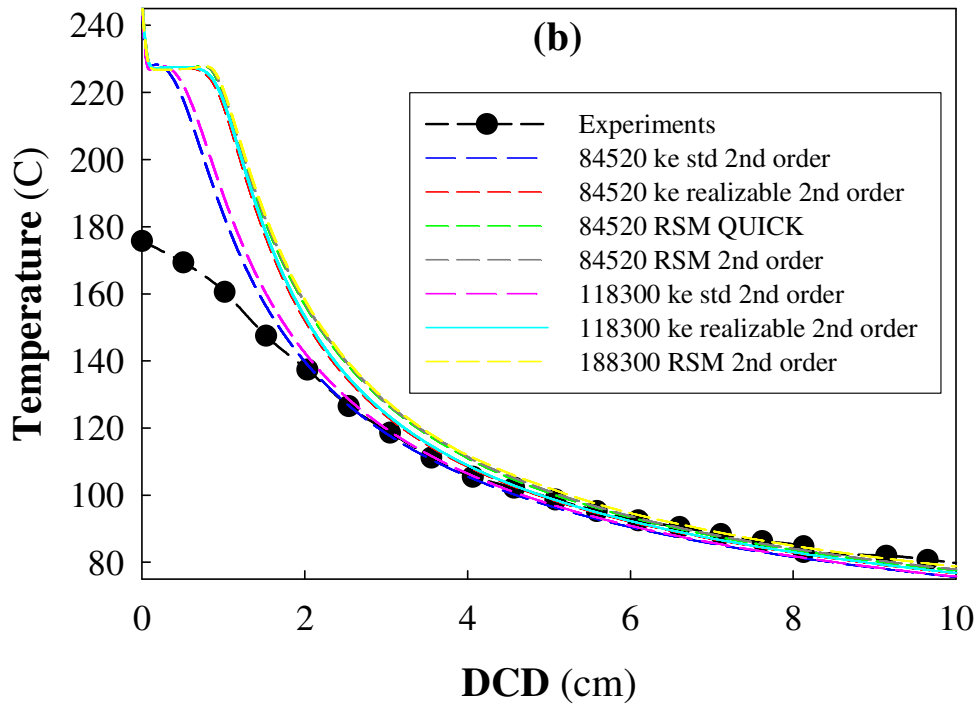 (b)
240
220
200
180
160
140
120
100
80
Temperature (C)
Experiments
84520 ke std 2nd order
84520 ke realizable 2nd order
84520 RSM QUICK
84520 RSM 2nd order
118300 ke std 2nd order
118300 ke realizable 2nd order
188300 RSM 2nd order
0 2 4 6 8 10
DCD (cm)